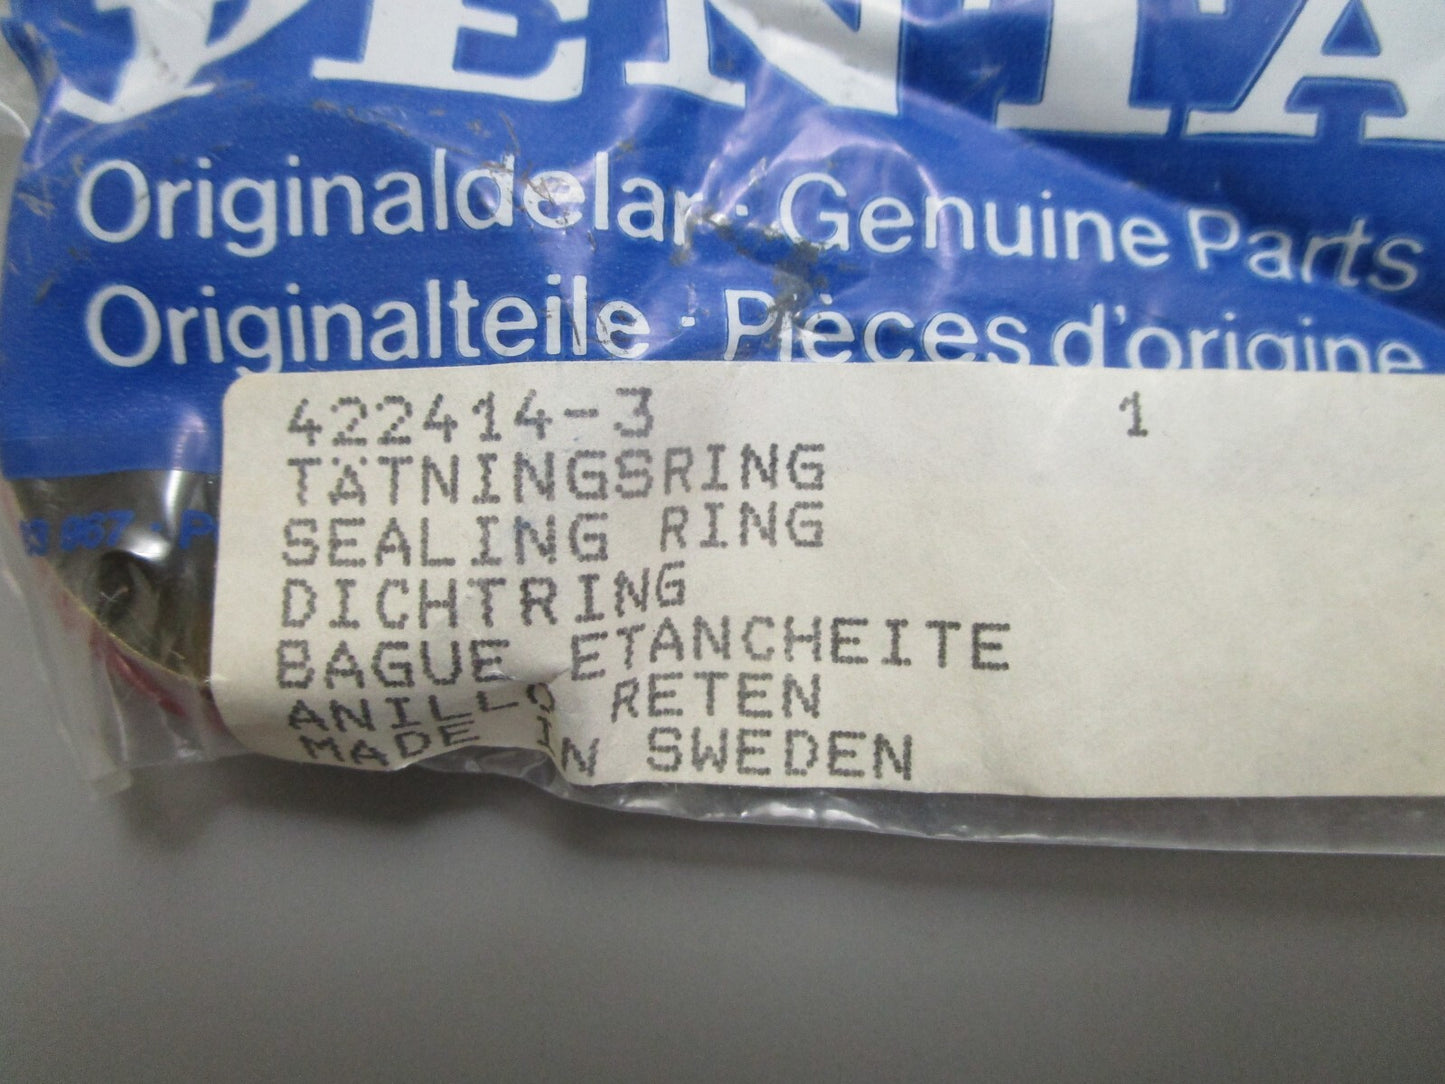 PENTA
Originaldelar · Genuine Parts
Originalteile · Pièces d'origine
422414-3 1
TÄTNINGSRING
SEALING RING
DICHTRING
BAGUE ETANCHEITE
ANILLO RETEN
MADE IN SWEDEN